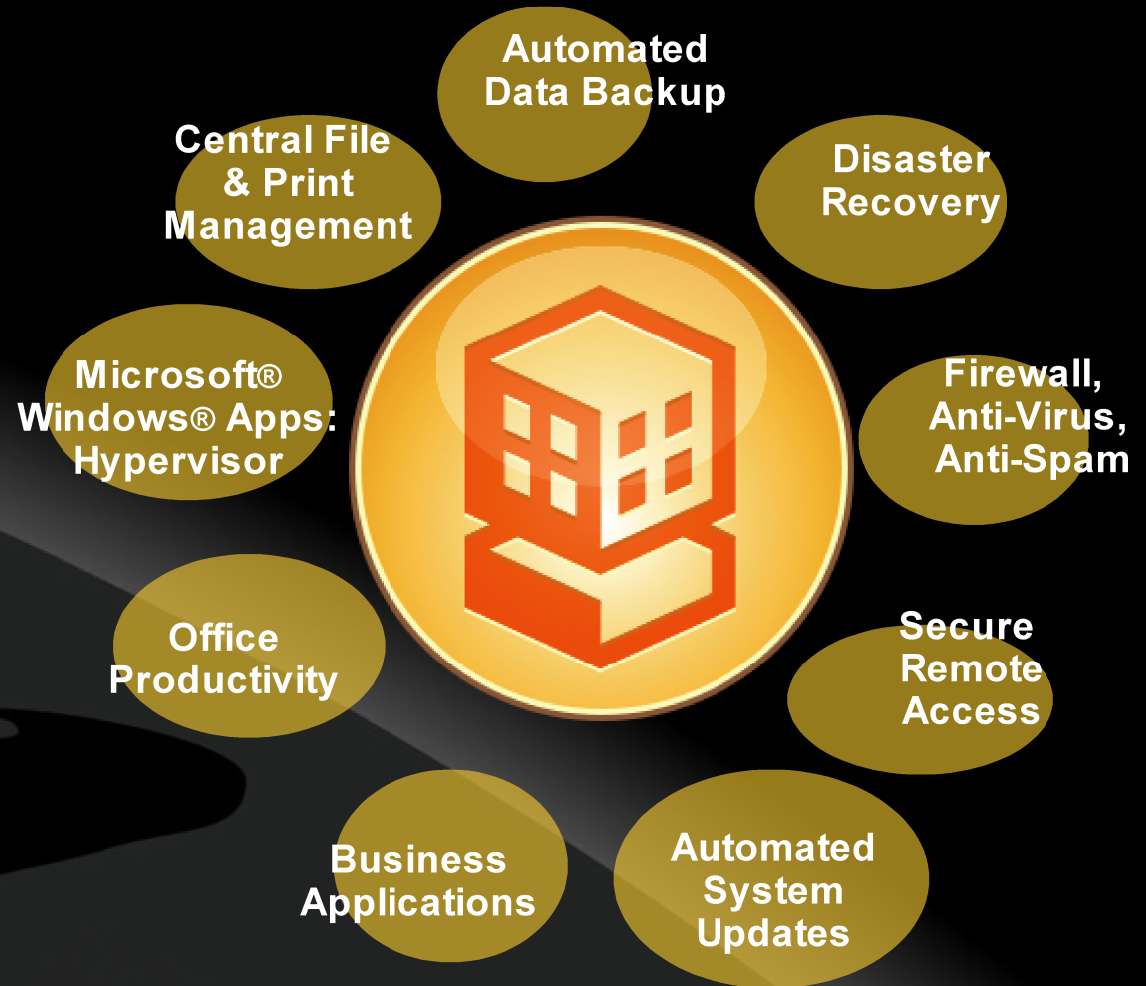 Automated
Data Backup
Central File
& Print
Management
Disaster
Recovery
Microsoft®
Windows® Apps:
Hypervisor
Firewall,
Anti-Virus,
Anti-Spam
Office
Productivity
Secure
Remote
Access
Business
Applications
Automated
System
Updates